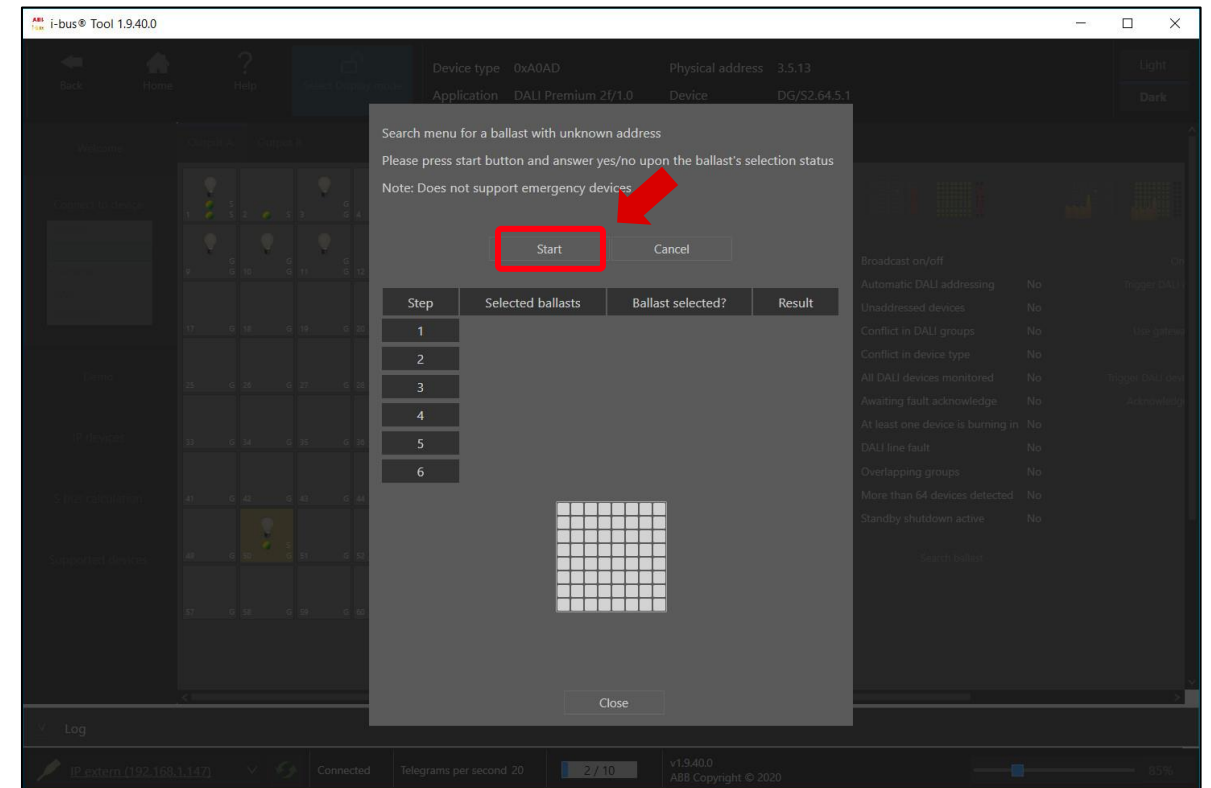 i-bus® Tool 1.9.40.0
Back Home Help
Device type 0xA0AD Physical address 3.5.13
Application DALI Premium 2f/1.0 Device DG/S2.64.5.1
Light
Dark
Search menu for a ballast with unknown address
Please press start button and answer yes/no upon the ballast's selection status
Note: Does not support emergency devices
Start Cancel
Step Selected ballasts Ballast selected? Result
1
2
3
4
5
6
Close
Broadcast on/off
Automatic DALI addressing No
Unaddressed devices No
Conflict in DALI groups No
Conflict in device type No
All DALI devices monitored No
Awaiting fault acknowledge No
At least one device is burning in No
DALI line fault No
Overlapping groups No
More than 64 devices detected No
Standby shutdown active No
Search ballast
Log
IP extern (192.168.1.147) Connected Telegrams per second 20 2 / 10
v1.9.40.0
ABB Copyright © 2020
85%